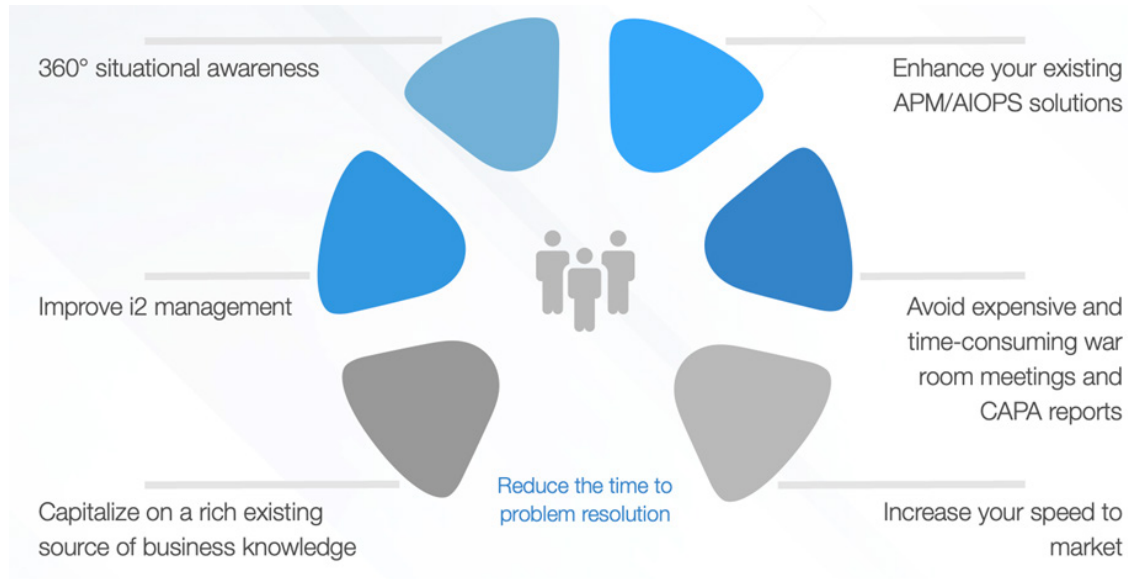 360° situational awareness
Enhance your existing
APM/AIOPS solutions
Improve i2 management
Avoid expensive and
time-consuming war
room meetings and
CAPA reports
Capitalize on a rich existing
source of business knowledge
Reduce the time to
problem resolution
Increase your speed to
market